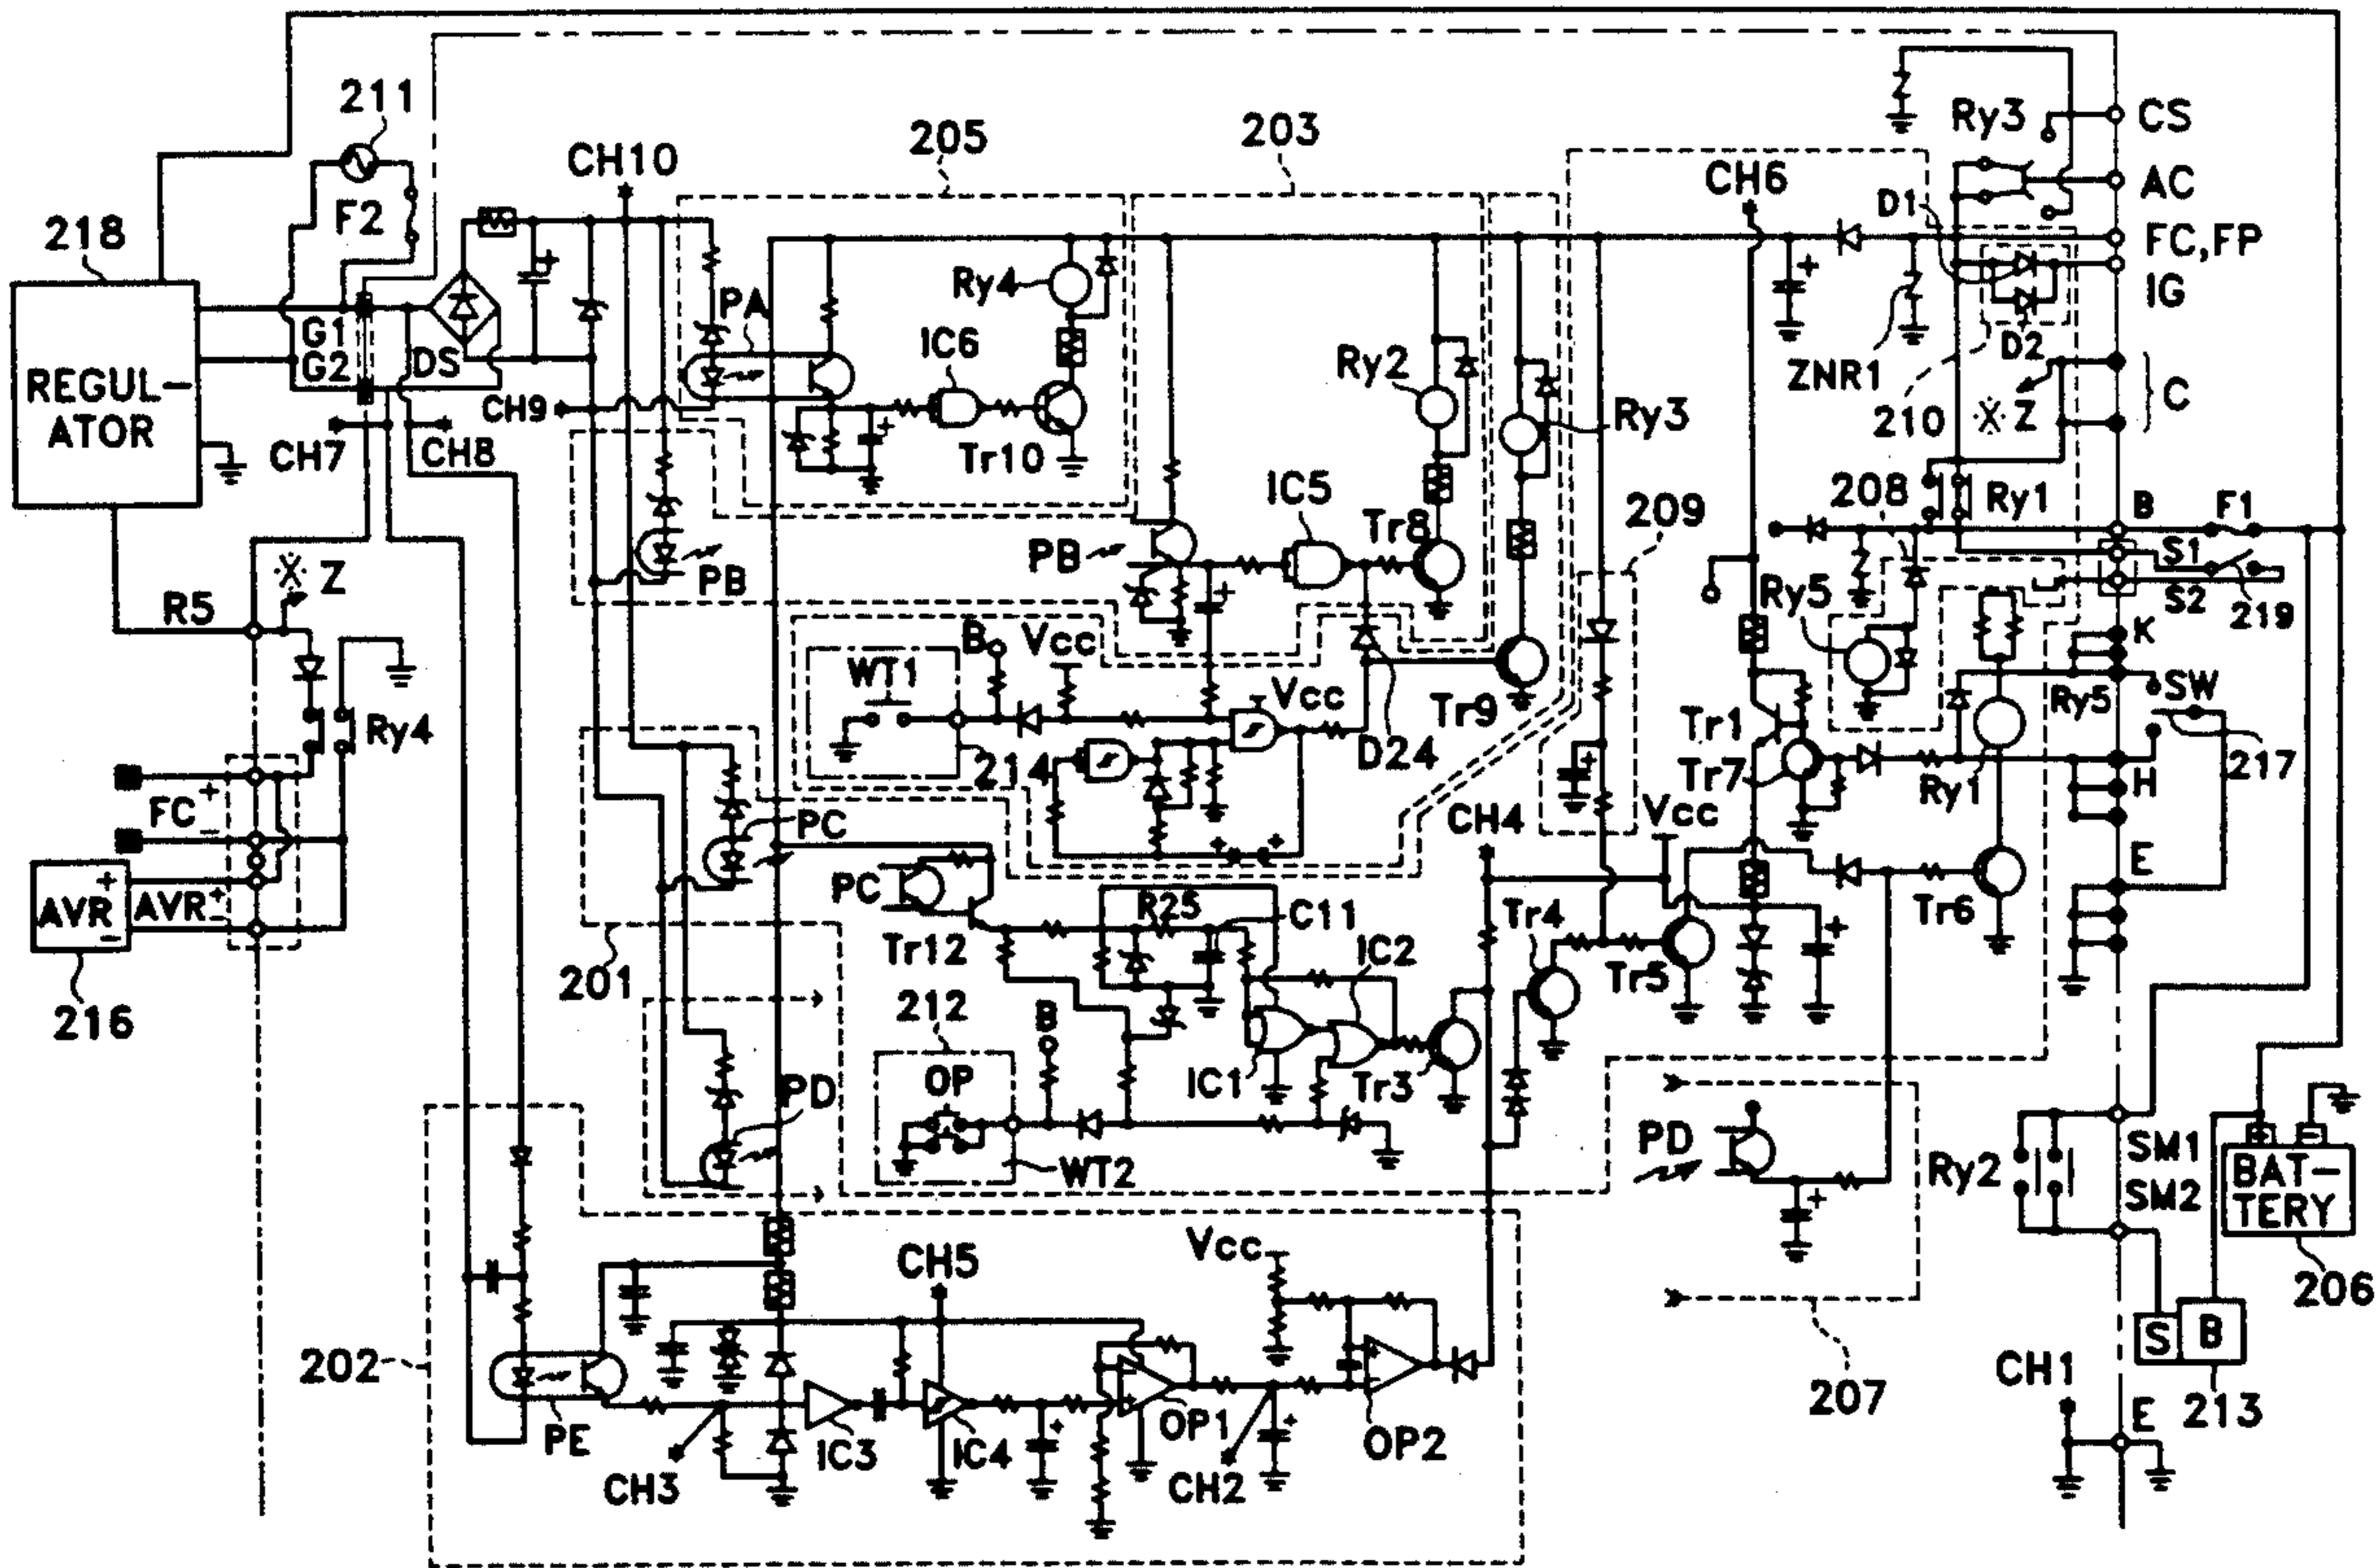 211
205
203
Ry3
CS
CH10
CH6
AC
D1
F2
218
FC,FP
PA
Ry4
IG
G1
G2
DS
IC6
D2
REGUL-
ATOR
Ry2
ZNR1
CH9
C
Ry3
210
※ Z
CH7
CH8
Tr10
IC5
208
Ry1
B
F1
209
Tr8
PB
PB
S1
※ Z
Ry5
S2
219
R5
B
Vcc
K
WT1
Vcc
Ry5
SW
Tr9
Tr1
Ry4
D24
Tr7
214
217
H
FC + −
PC
CH4
Vcc
Ry1
E
PC
AVR + −
AVR + −
R25
C11
Tr4
Tr6
Tr12
IC2
201
Tr5
212
216
B
OP
IC1
Tr3
PD
PD
WT2
Ry2
SM1
SM2
BAT-
TERY
Vcc
CH5
206
S
B
202
CH1
207
E
213
PE
IC3
IC4
OP1
OP2
CH3
CH2